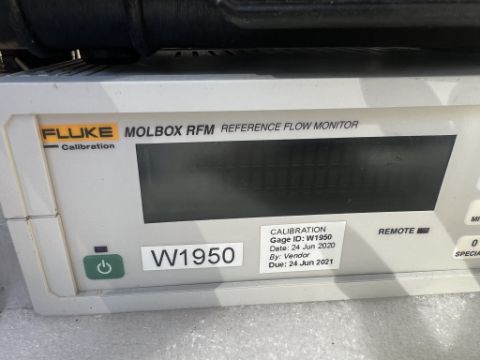 FLUKE
Calibration
MOLBOX RFM REFERENCE FLOW MONITOR
REMOTE
W1950
CALIBRATION
Gage ID: W1950
Date: 24 Jun 2020
By: Vendor
Due: 24 Jun 2021
0